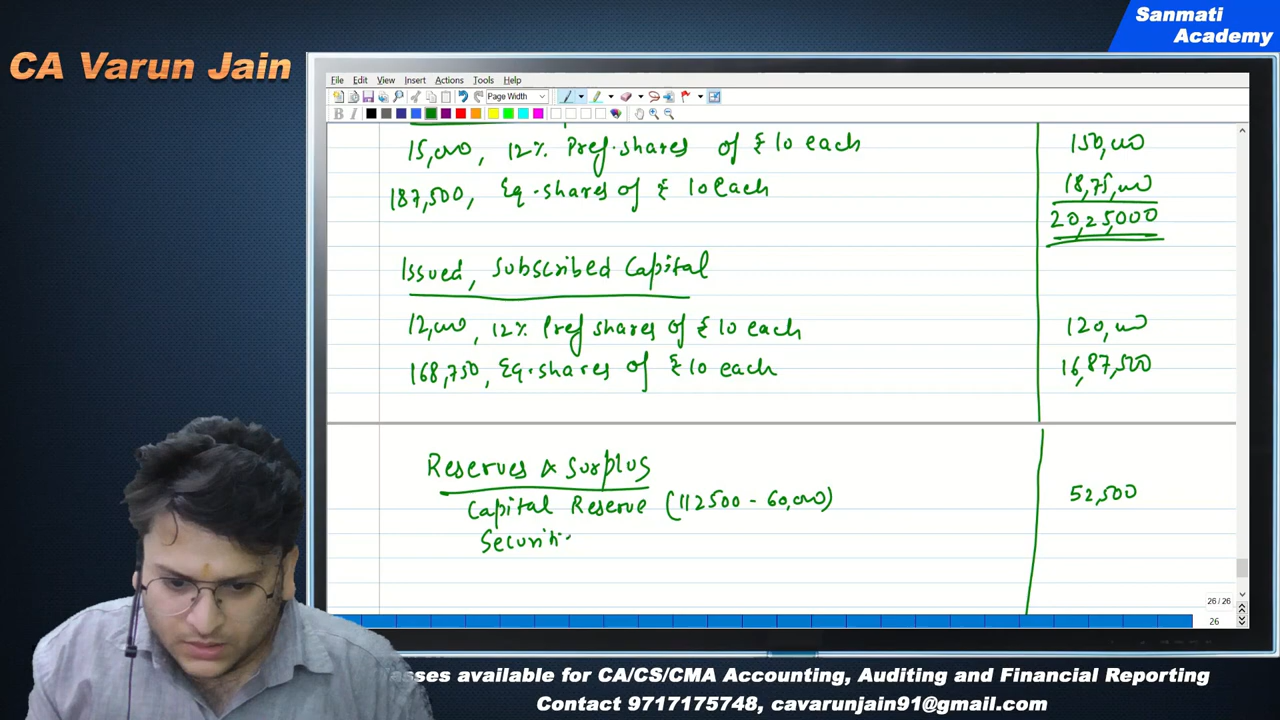 Sanmati
Academy
CA Varun Jain
File Edit View Insert Actions Tools Help
Page Width
B I
15,000, 12% Pref. shares of ₹ 10 each 150,000
187,500, Eq. shares of ₹ 10 each 18,75,000
20,25,000
Issued, Subscribed Capital
12,000, 12% Pref shares of ₹ 10 each 120,000
168,750, Eq. shares of ₹ 10 each 16,87,500
Reserves & Surplus
Capital Reserve (112500 - 60,000) 52,500
Securiti
26 / 26
26
asses available for CA/CS/CMA Accounting, Auditing and Financial Reporting
Contact 9717175748, cavarunjain91@gmail.com